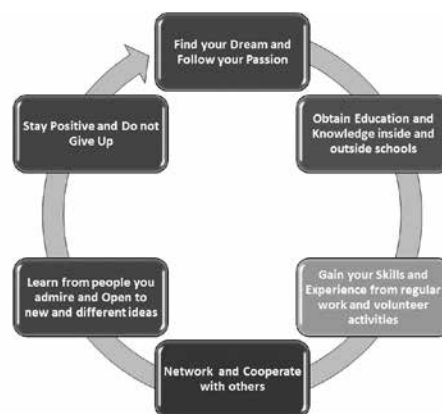 Find your Dream and
Follow your Passion
Obtain Education and
Knowledge inside and
outside schools
Gain your Skills and
Experience from regular
work and volunteer
activities
Network and Cooperate
with others
Learn from people you
admire and Open to
new and different ideas
Stay Positive and Do not
Give Up